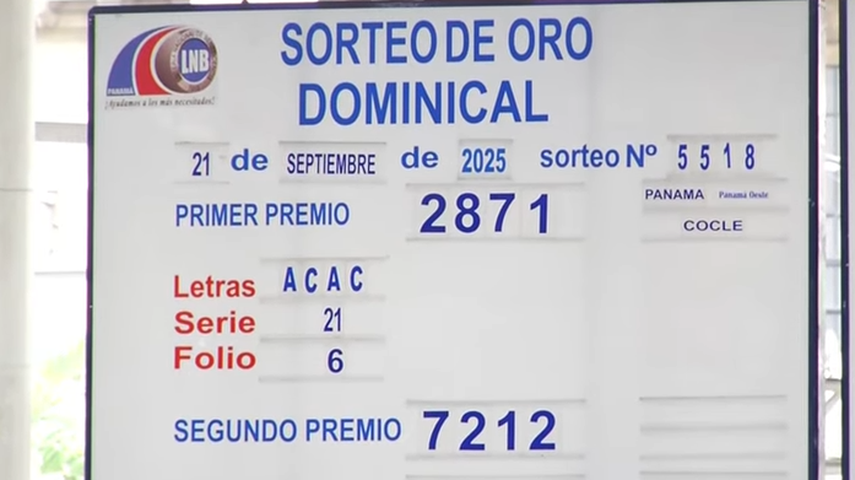 SORTEO DE ORO
DOMINICAL
LNB
PANAMÁ
¡Ayudamos a los más necesitados!
21 de SEPTIEMBRE de 2025 sorteo Nº 5518
PRIMER PREMIO 2871 PANAMA Panamá Oeste
COCLE
Letras ACAC
Serie 21
Folio 6
SEGUNDO PREMIO 7212